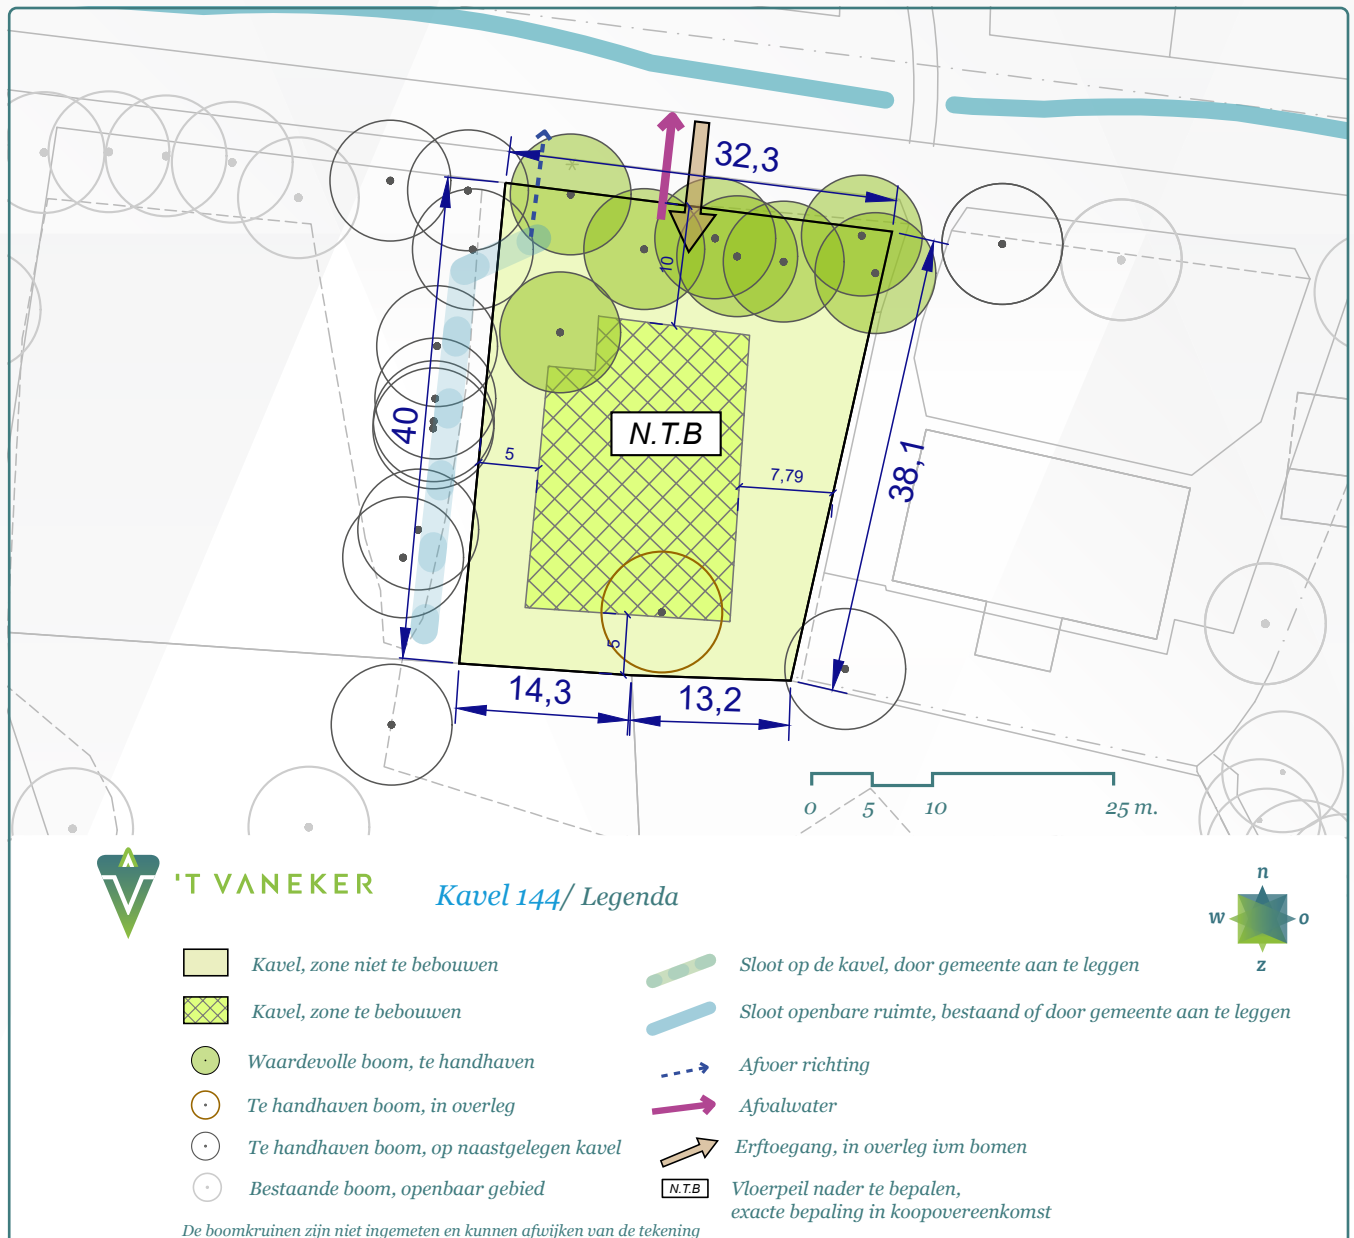 32,3
10
40
N.T.B
5
7,79
38,1
5
14,3
13,2
0 5 10 25 m.
'T VANEKER
Kavel 144/ Legenda
n
w o
z
Kavel, zone niet te bebouwen
Kavel, zone te bebouwen
Waardevolle boom, te handhaven
Te handhaven boom, in overleg
Te handhaven boom, op naastgelegen kavel
Bestaande boom, openbaar gebied
De boomkruinen zijn niet ingemeten en kunnen afwijken van de tekening
Sloot op de kavel, door gemeente aan te leggen
Sloot openbare ruimte, bestaand of door gemeente aan te leggen
Afvoer richting
Afvalwater
Erftoegang, in overleg ivm bomen
N.T.B
Vloerpeil nader te bepalen,
exacte bepaling in koopovereenkomst